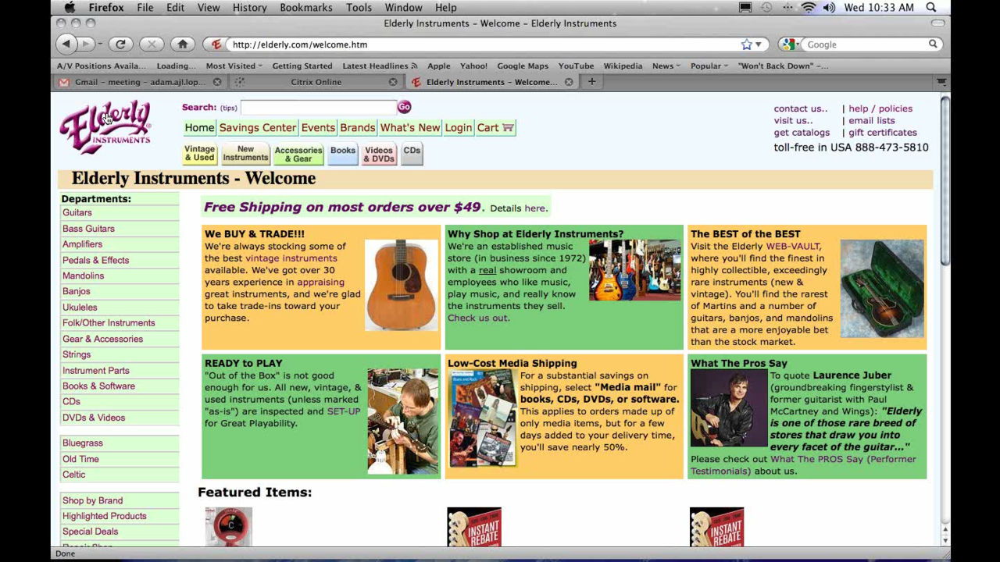 Firefox File Edit View History Bookmarks Tools Window Help Wed 10:33 AM
Elderly Instruments - Welcome - Elderly Instruments
http://elderly.com/welcome.htm Google
A/V Positions Availa... Loading... Most Visited Getting Started Latest Headlines Apple Yahoo! Google Maps YouTube Wikipedia News Popular "Won't Back Down" –...
Gmail - meeting - adam.ajl.lop... Citrix Online Elderly Instruments - Welcome...
Elderly
INSTRUMENTS
Search: (tips) Go
Home Savings Center Events Brands What's New Login Cart
Vintage
& Used
New
Instruments
Accessories
& Gear
Books
Videos
& DVDs
CDs
contact us.. | help / policies
visit us.. | email lists
get catalogs | gift certificates
toll-free in USA 888-473-5810
Elderly Instruments - Welcome
Departments:
Guitars
Bass Guitars
Amplifiers
Pedals & Effects
Mandolins
Banjos
Ukuleles
Folk/Other Instruments
Gear & Accessories
Strings
Instrument Parts
Books & Software
CDs
DVDs & Videos
Bluegrass
Old Time
Celtic
Shop by Brand
Highlighted Products
Special Deals
Repair Shop
Free Shipping on most orders over $49. Details here.
We BUY & TRADE!!!
We're always stocking some of
the best vintage instruments
available. We've got over 30
years experience in appraising
great instruments, and we're glad
to take trade-ins toward your
purchase.
Why Shop at Elderly Instruments?
We're an established music
store (in business since 1972)
with a real showroom and
employees who like music,
play music, and really know
the instruments they sell.
Check us out.
The BEST of the BEST
Visit the Elderly WEB-VAULT,
where you'll find the finest in
highly collectible, exceedingly
rare instruments (new &
vintage). You'll find the rarest
of Martins and a number of
guitars, banjos, and mandolins
that are a more enjoyable bet
than the stock market.
READY to PLAY
"Out of the Box" is not good
enough for us. All new, vintage, &
used instruments (unless marked
"as-is") are inspected and SET-UP
for Great Playability.
Low-Cost Media Shipping
For a substantial savings on
shipping, select "Media mail" for
books, CDs, DVDs, or software.
This applies to orders made up of
only media items, but for a few
days added to your delivery time,
you'll save nearly 50%.
What The Pros Say
To quote Laurence Juber
(groundbreaking fingerstylist &
former guitarist with Paul
McCartney and Wings): "Elderly
is one of those rare breed of
stores that draw you into
every facet of the guitar..."
Please check out What The PROS Say (Performer
Testimonials) about us.
Featured Items:
C
INSTANT
REBATE
INSTANT
REBATE
Done